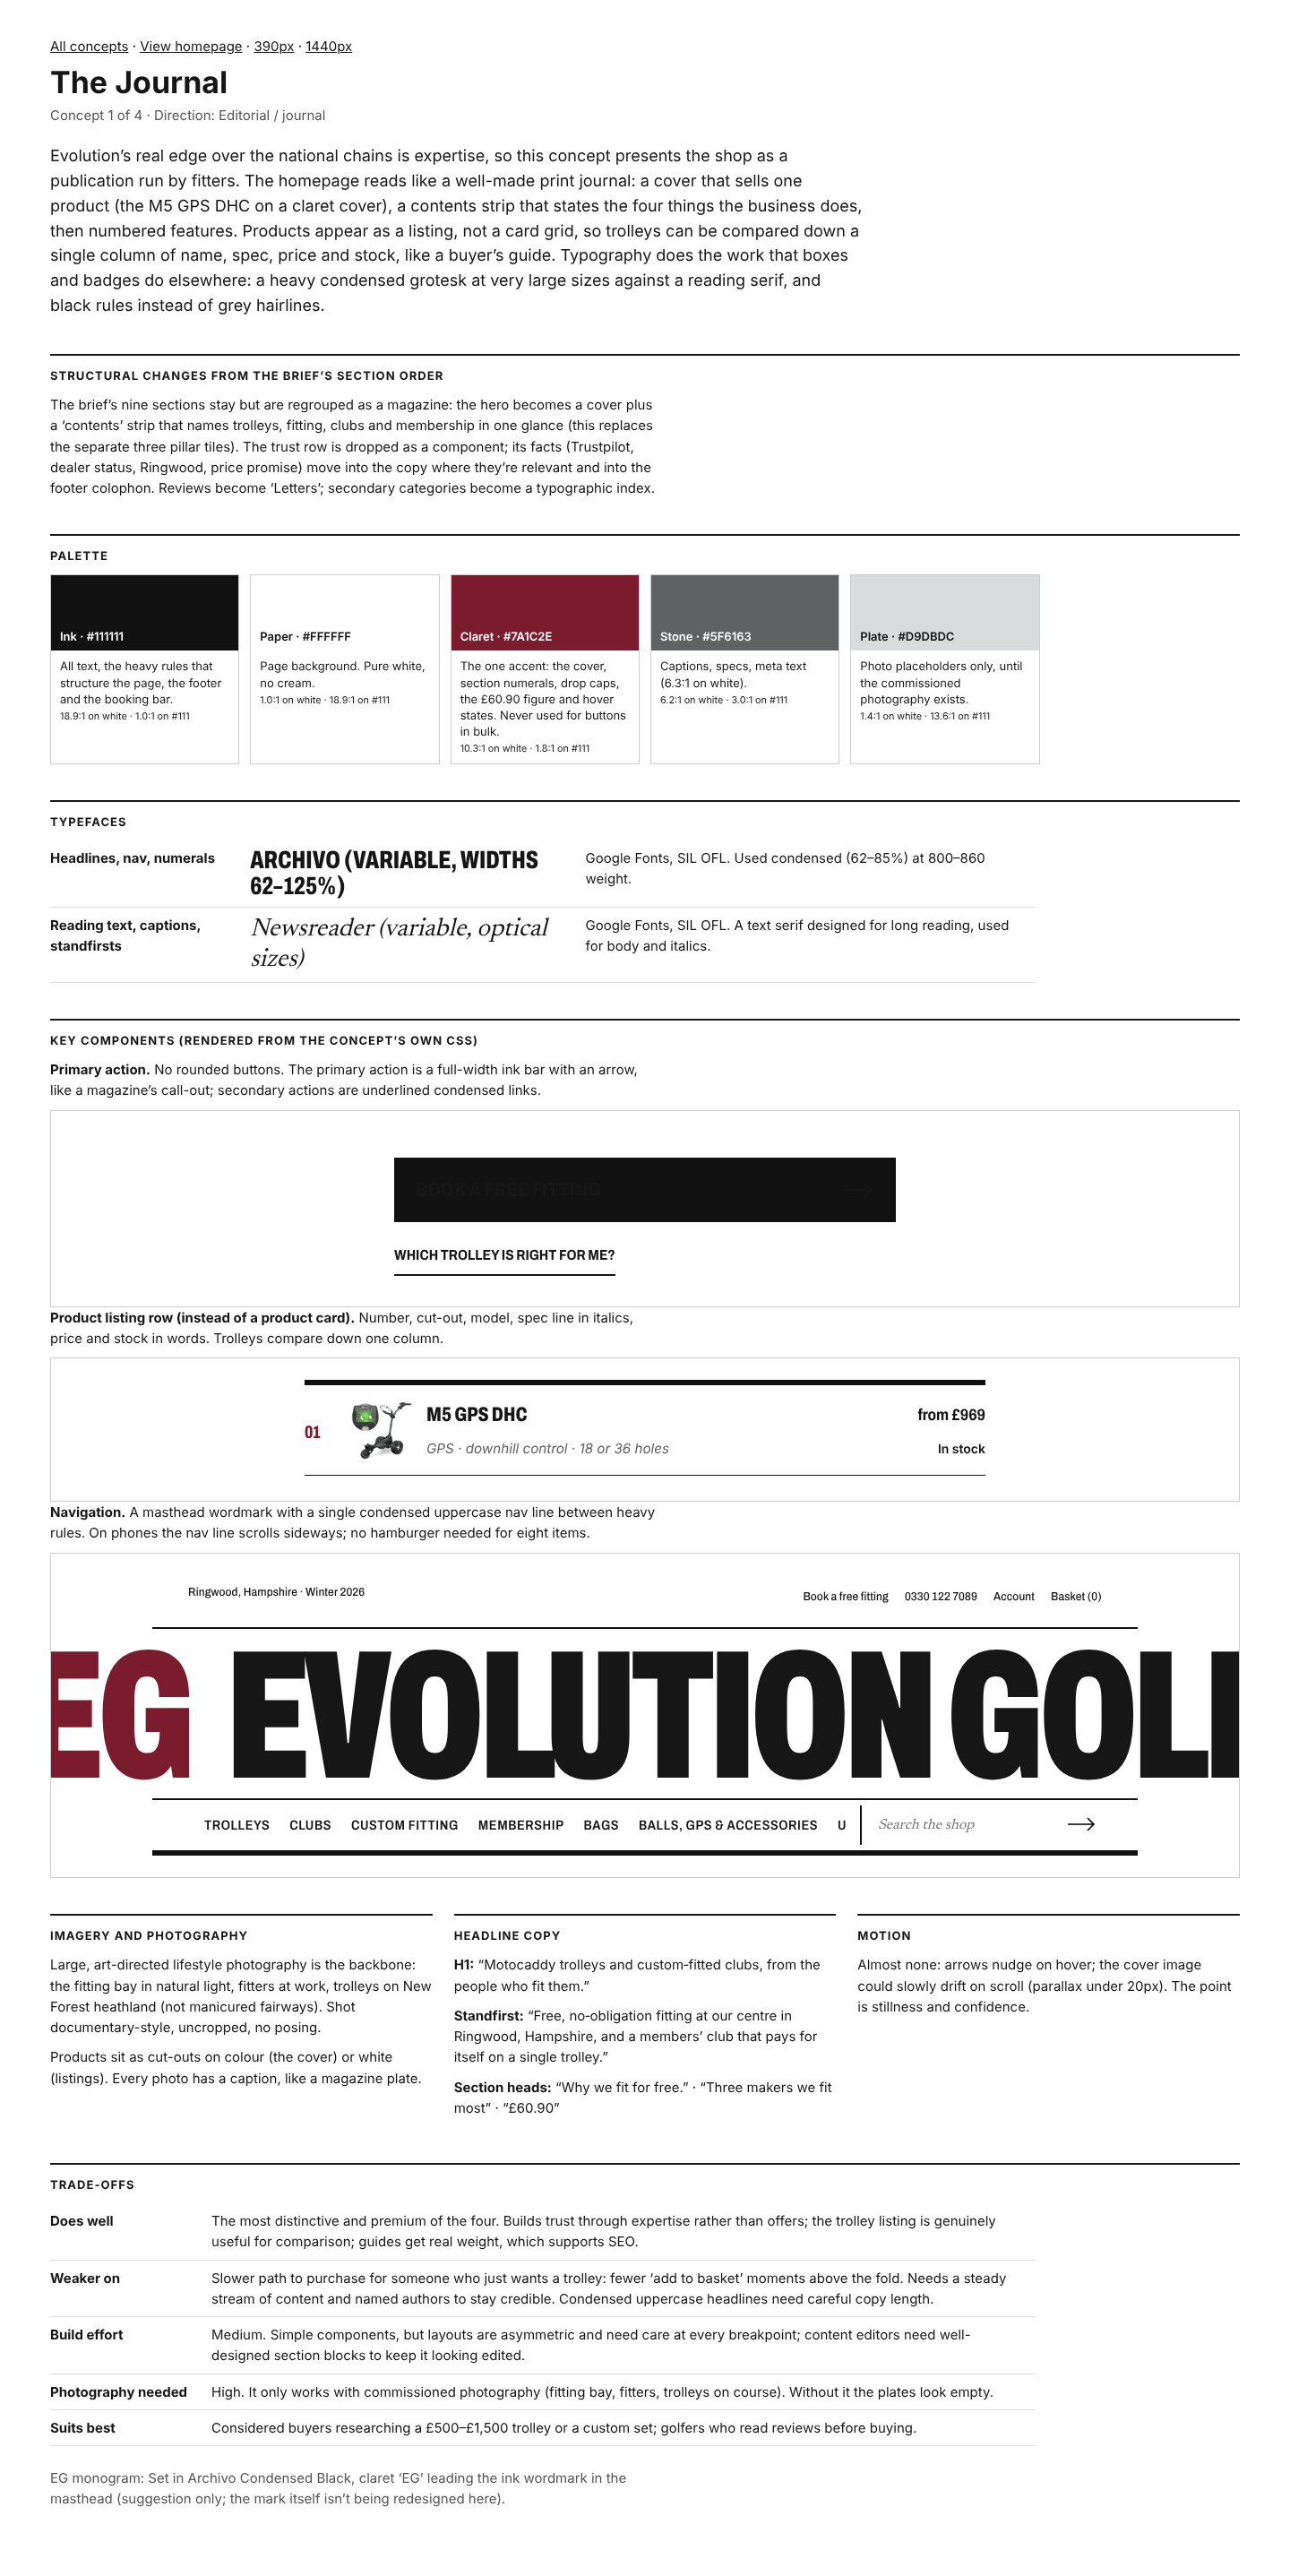 All concepts · View homepage · 390px · 1440px
The Journal
Concept 1 of 4 · Direction: Editorial / journal
Evolution’s real edge over the national chains is expertise, so this concept presents the shop as a
publication run by fitters. The homepage reads like a well-made print journal: a cover that sells one
product (the M5 GPS DHC on a claret cover), a contents strip that states the four things the business does,
then numbered features. Products appear as a listing, not a card grid, so trolleys can be compared down a
single column of name, spec, price and stock, like a buyer’s guide. Typography does the work that boxes
and badges do elsewhere: a heavy condensed grotesk at very large sizes against a reading serif, and
black rules instead of grey hairlines.
STRUCTURAL CHANGES FROM THE BRIEF’S SECTION ORDER
The brief’s nine sections stay but are regrouped as a magazine: the hero becomes a cover plus
a ‘contents’ strip that names trolleys, fitting, clubs and membership in one glance (this replaces
the separate three pillar tiles). The trust row is dropped as a component; its facts (Trustpilot,
dealer status, Ringwood, price promise) move into the copy where they’re relevant and into the
footer colophon. Reviews become ‘Letters’; secondary categories become a typographic index.
PALETTE
Ink · #111111
All text, the heavy rules that
structure the page, the footer
and the booking bar.
18.9:1 on white · 1.0:1 on #111
Paper · #FFFFFF
Page background. Pure white,
no cream.
1.0:1 on white · 18.9:1 on #111
Claret · #7A1C2E
The one accent: the cover,
section numerals, drop caps,
the £60.90 figure and hover
states. Never used for buttons
in bulk.
10.3:1 on white · 1.8:1 on #111
Stone · #5F6163
Captions, specs, meta text
(6.3:1 on white).
6.2:1 on white · 3.0:1 on #111
Plate · #D9DBDC
Photo placeholders only, until
the commissioned
photography exists.
1.4:1 on white · 13.6:1 on #111
TYPEFACES
Headlines, nav, numerals
ARCHIVO (VARIABLE, WIDTHS
62–125%)
Google Fonts, SIL OFL. Used condensed (62–85%) at 800–860
weight.
Reading text, captions,
standfirsts
Newsreader (variable, optical
sizes)
Google Fonts, SIL OFL. A text serif designed for long reading, used
for body and italics.
KEY COMPONENTS (RENDERED FROM THE CONCEPT’S OWN CSS)
Primary action. No rounded buttons. The primary action is a full-width ink bar with an arrow,
like a magazine’s call-out; secondary actions are underlined condensed links.
BOOK A FREE FITTING
WHICH TROLLEY IS RIGHT FOR ME?
Product listing row (instead of a product card). Number, cut-out, model, spec line in italics,
price and stock in words. Trolleys compare down one column.
01
M5 GPS DHC
from £969
GPS · downhill control · 18 or 36 holes
In stock
Navigation. A masthead wordmark with a single condensed uppercase nav line between heavy
rules. On phones the nav line scrolls sideways; no hamburger needed for eight items.
Ringwood, Hampshire · Winter 2026
Book a free fitting 0330 122 7089 Account Basket (0)
EG EVOLUTION GOL
TROLLEYS CLUBS CUSTOM FITTING MEMBERSHIP BAGS BALLS, GPS & ACCESSORIES U
Search the shop
IMAGERY AND PHOTOGRAPHY
Large, art-directed lifestyle photography is the backbone:
the fitting bay in natural light, fitters at work, trolleys on New
Forest heathland (not manicured fairways). Shot
documentary-style, uncropped, no posing.
Products sit as cut-outs on colour (the cover) or white
(listings). Every photo has a caption, like a magazine plate.
HEADLINE COPY
H1: “Motocaddy trolleys and custom-fitted clubs, from the
people who fit them.”
Standfirst: “Free, no-obligation fitting at our centre in
Ringwood, Hampshire, and a members’ club that pays for
itself on a single trolley.”
Section heads: “Why we fit for free.” · “Three makers we fit
most” · “£60.90”
MOTION
Almost none: arrows nudge on hover; the cover image
could slowly drift on scroll (parallax under 20px). The point
is stillness and confidence.
TRADE-OFFS
Does well
The most distinctive and premium of the four. Builds trust through expertise rather than offers; the trolley listing is genuinely
useful for comparison; guides get real weight, which supports SEO.
Weaker on
Slower path to purchase for someone who just wants a trolley: fewer ‘add to basket’ moments above the fold. Needs a steady
stream of content and named authors to stay credible. Condensed uppercase headlines need careful copy length.
Build effort
Medium. Simple components, but layouts are asymmetric and need care at every breakpoint; content editors need well-
designed section blocks to keep it looking edited.
Photography needed
High. It only works with commissioned photography (fitting bay, fitters, trolleys on course). Without it the plates look empty.
Suits best
Considered buyers researching a £500–£1,500 trolley or a custom set; golfers who read reviews before buying.
EG monogram: Set in Archivo Condensed Black, claret ‘EG’ leading the ink wordmark in the
masthead (suggestion only; the mark itself isn’t being redesigned here).